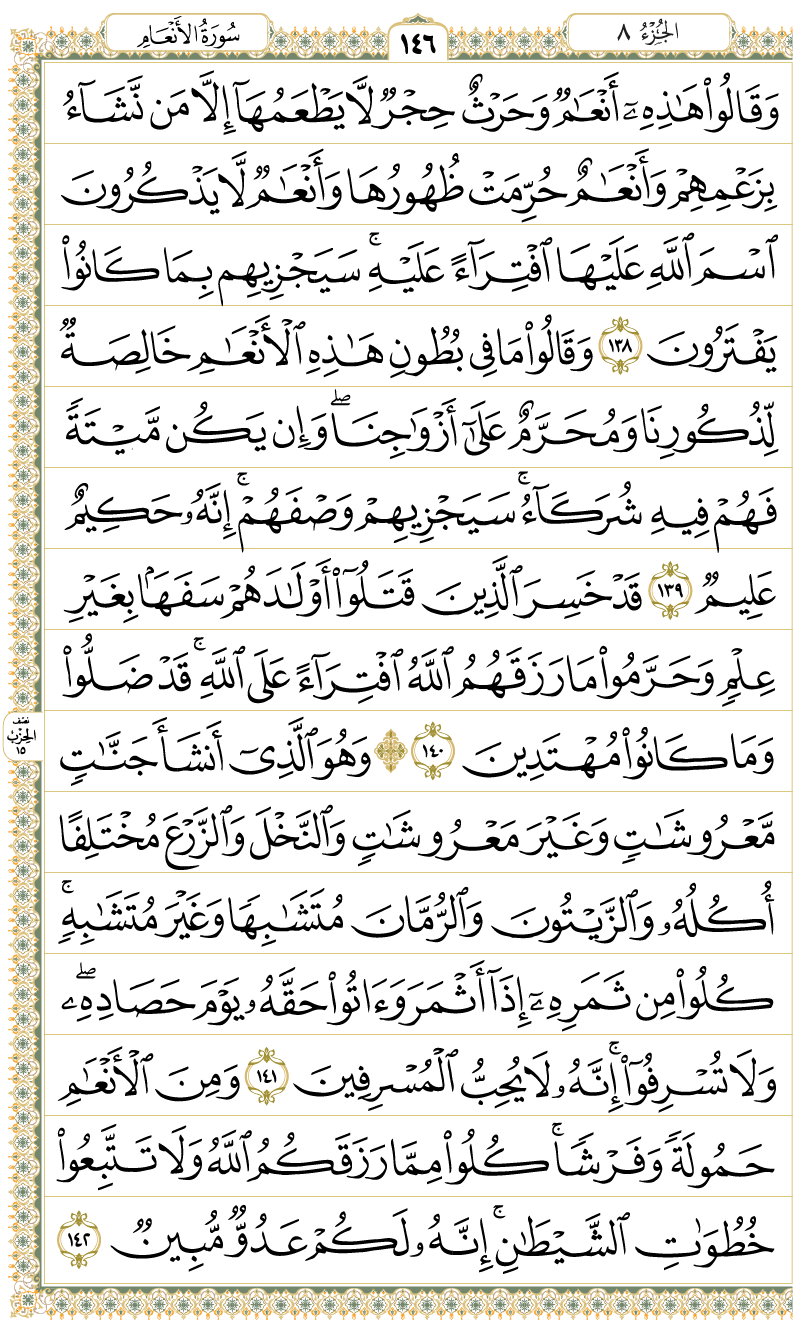 الجُزْءُ ٨
١٤٦
سُورَةُ الأَنْعَامِ
وَقَالُوا۟ هَـٰذِهِۦٓ أَنْعَـٰمٌ وَحَرْثٌ حِجْرٌ لَّا يَطْعَمُهَآ إِلَّا مَن نَّشَآءُ
بِزَعْمِهِمْ وَأَنْعَـٰمٌ حُرِّمَتْ ظُهُورُهَا وَأَنْعَـٰمٌ لَّا يَذْكُرُونَ
ٱسْمَ ٱللَّهِ عَلَيْهَا ٱفْتِرَآءً عَلَيْهِ ۚ سَيَجْزِيهِم بِمَا كَانُوا۟
يَفْتَرُونَ ١٣٨ وَقَالُوا۟ مَا فِى بُطُونِ هَـٰذِهِ ٱلْأَنْعَـٰمِ خَالِصَةٌ
لِّذُكُورِنَا وَمُحَرَّمٌ عَلَىٰٓ أَزْوَٰجِنَا ۖ وَإِن يَكُن مَّيْتَةً
فَهُمْ فِيهِ شُرَكَآءُ ۚ سَيَجْزِيهِمْ وَصْفَهُمْ ۚ إِنَّهُۥ حَكِيمٌ
عَلِيمٌ ١٣٩ قَدْ خَسِرَ ٱلَّذِينَ قَتَلُوٓا۟ أَوْلَـٰدَهُمْ سَفَهًۢا بِغَيْرِ
عِلْمٍ وَحَرَّمُوا۟ مَا رَزَقَهُمُ ٱللَّهُ ٱفْتِرَآءً عَلَى ٱللَّهِ ۚ قَدْ ضَلُّوا۟
وَمَا كَانُوا۟ مُهْتَدِينَ ١٤٠ ۞ وَهُوَ ٱلَّذِىٓ أَنشَأَ جَنَّـٰتٍ
نصف الحزب ١٥
مَّعْرُوشَـٰتٍ وَغَيْرَ مَعْرُوشَـٰتٍ وَٱلنَّخْلَ وَٱلزَّرْعَ مُخْتَلِفًا
أُكُلُهُۥ وَٱلزَّيْتُونَ وَٱلرُّمَّانَ مُتَشَـٰبِهًا وَغَيْرَ مُتَشَـٰبِهٍ ۚ
كُلُوا۟ مِن ثَمَرِهِۦٓ إِذَآ أَثْمَرَ وَءَاتُوا۟ حَقَّهُۥ يَوْمَ حَصَادِهِۦ ۖ
وَلَا تُسْرِفُوٓا۟ ۚ إِنَّهُۥ لَا يُحِبُّ ٱلْمُسْرِفِينَ ١٤١ وَمِنَ ٱلْأَنْعَـٰمِ
حَمُولَةً وَفَرْشًا ۚ كُلُوا۟ مِمَّا رَزَقَكُمُ ٱللَّهُ وَلَا تَتَّبِعُوا۟
خُطُوَٰتِ ٱلشَّيْطَـٰنِ ۚ إِنَّهُۥ لَكُمْ عَدُوٌّ مُّبِينٌ ١٤٢